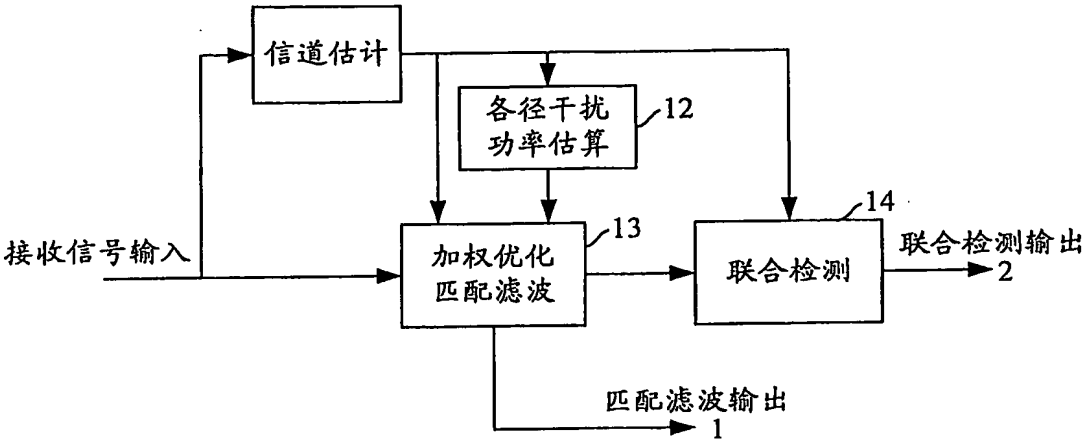 信道估计
各径干扰
功率估算
12
接收信号输入
加权优化
匹配滤波
13
联合检测
14
联合检测输出
2
匹配滤波输出
1